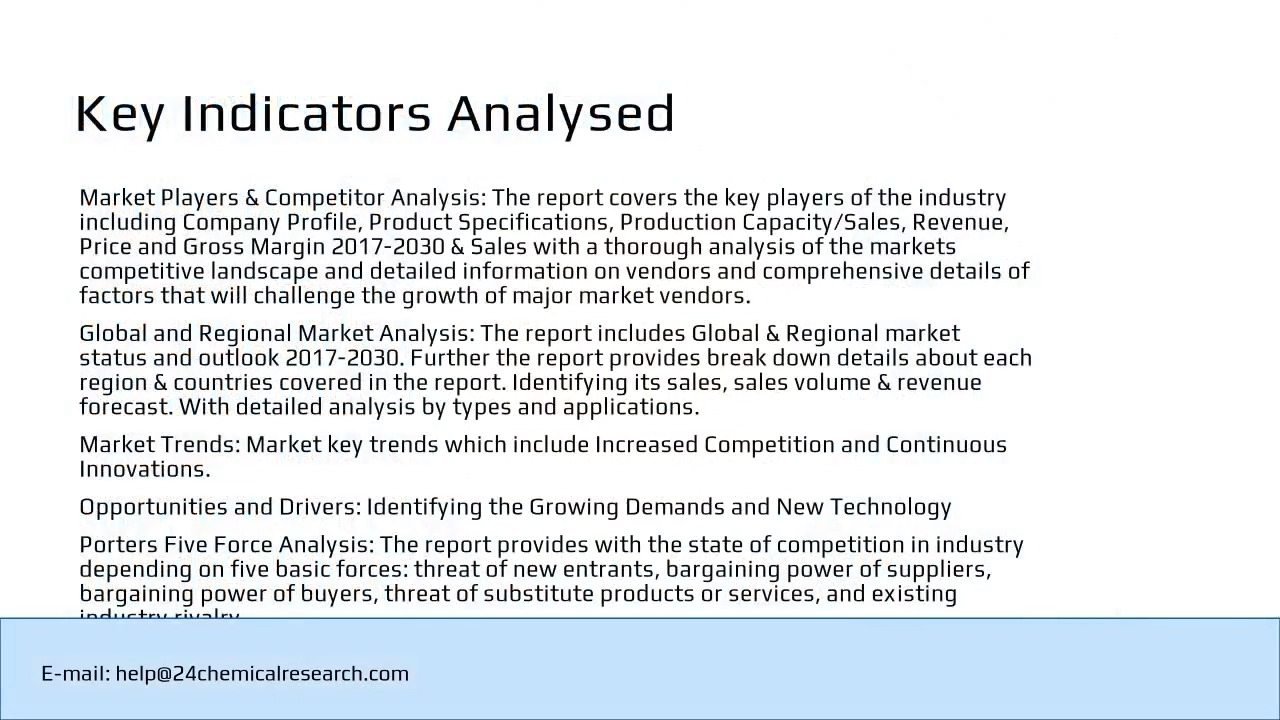 Key Indicators Analysed
Market Players & Competitor Analysis: The report covers the key players of the industry
including Company Profile, Product Specifications, Production Capacity/Sales, Revenue,
Price and Gross Margin 2017-2030 & Sales with a thorough analysis of the markets
competitive landscape and detailed information on vendors and comprehensive details of
factors that will challenge the growth of major market vendors.
Global and Regional Market Analysis: The report includes Global & Regional market
status and outlook 2017-2030. Further the report provides break down details about each
region & countries covered in the report. Identifying its sales, sales volume & revenue
forecast. With detailed analysis by types and applications.
Market Trends: Market key trends which include Increased Competition and Continuous
Innovations.
Opportunities and Drivers: Identifying the Growing Demands and New Technology
Porters Five Force Analysis: The report provides with the state of competition in industry
depending on five basic forces: threat of new entrants, bargaining power of suppliers,
bargaining power of buyers, threat of substitute products or services, and existing
industry rivalry
E-mail: help@24chemicalresearch.com